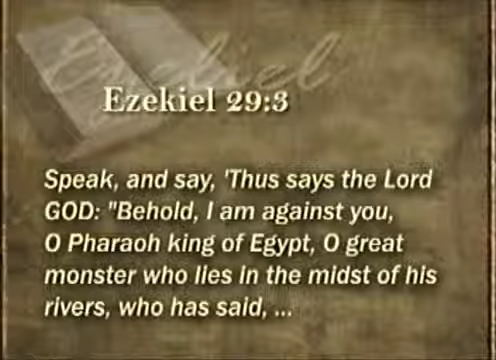 Ezekiel
Ezekiel 29:3
Speak, and say, 'Thus says the Lord
GOD: "Behold, I am against you,
O Pharaoh king of Egypt, O great
monster who lies in the midst of his
rivers, who has said, ...